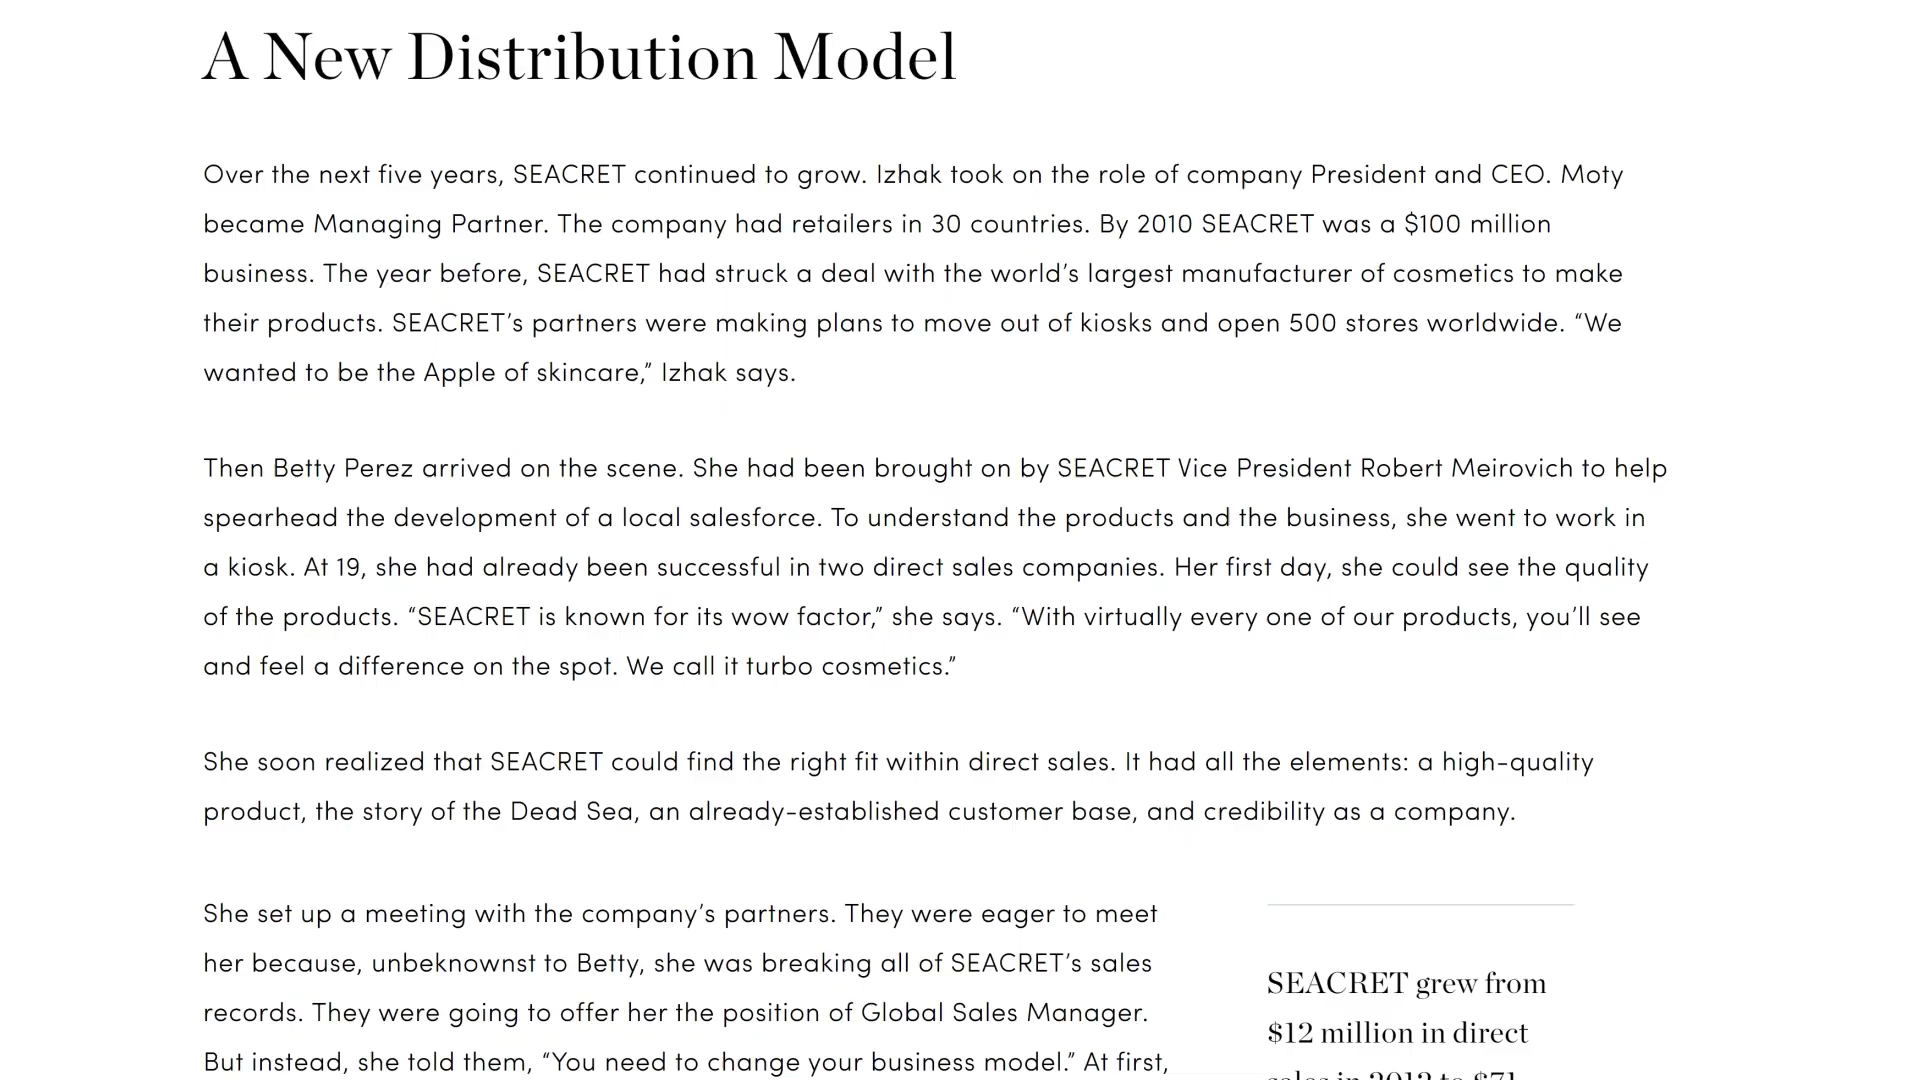 A New Distribution Model
Over the next five years, SEACRET continued to grow. Izhak took on the role of company President and CEO. Moty
became Managing Partner. The company had retailers in 30 countries. By 2010 SEACRET was a $100 million
business. The year before, SEACRET had struck a deal with the world’s largest manufacturer of cosmetics to make
their products. SEACRET’s partners were making plans to move out of kiosks and open 500 stores worldwide. “We
wanted to be the Apple of skincare,” Izhak says.
Then Betty Perez arrived on the scene. She had been brought on by SEACRET Vice President Robert Meirovich to help
spearhead the development of a local salesforce. To understand the products and the business, she went to work in
a kiosk. At 19, she had already been successful in two direct sales companies. Her first day, she could see the quality
of the products. “SEACRET is known for its wow factor,” she says. “With virtually every one of our products, you’ll see
and feel a difference on the spot. We call it turbo cosmetics.”
She soon realized that SEACRET could find the right fit within direct sales. It had all the elements: a high-quality
product, the story of the Dead Sea, an already-established customer base, and credibility as a company.
She set up a meeting with the company’s partners. They were eager to meet
her because, unbeknownst to Betty, she was breaking all of SEACRET’s sales
records. They were going to offer her the position of Global Sales Manager.
But instead, she told them, “You need to change your business model.” At first,
SEACRET grew from
$12 million in direct
sales in 2012 to $71